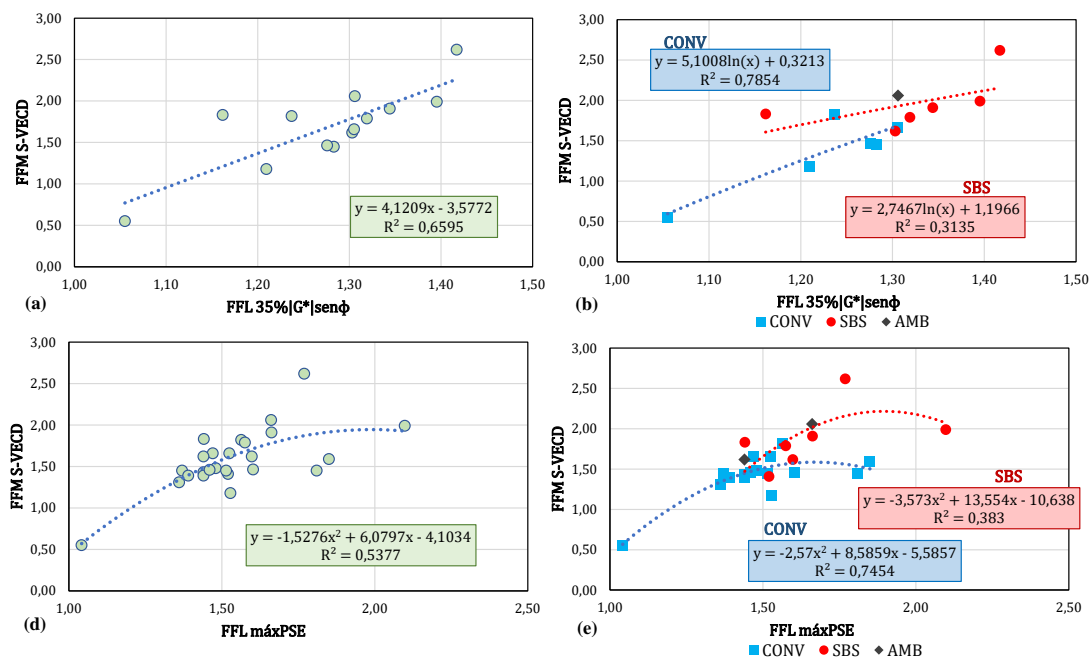 3,00
2,50
2,00
1,50
1,00
0,50
0,00
FFM S-VECD
y = 4,1209x - 3,5772
R² = 0,6595
1,00 1,10 1,20 1,30 1,40 1,50
(a)
FFL 35%|G*|senϕ
3,00
2,50
2,00
1,50
1,00
0,50
0,00
FFM S-VECD
CONV
y = 5,1008ln(x) + 0,3213
R² = 0,7854
SBS
y = 2,7467ln(x) + 1,1966
R² = 0,3135
1,00 1,10 1,20 1,30 1,40 1,50
(b)
FFL 35%|G*|senϕ
CONV SBS AMB
3,00
2,50
2,00
1,50
1,00
0,50
0,00
FFM S-VECD
y = -1,5276x² + 6,0797x - 4,1034
R² = 0,5377
1,00 1,50 2,00 2,50
(d)
FFL máxPSE
3,00
2,50
2,00
1,50
1,00
0,50
0,00
FFM S-VECD
SBS
y = -3,573x² + 13,554x - 10,638
R² = 0,383
CONV
y = -2,57x² + 8,5859x - 5,5857
R² = 0,7454
1,00 1,50 2,00 2,50
(e)
FFL máxPSE
CONV SBS AMB